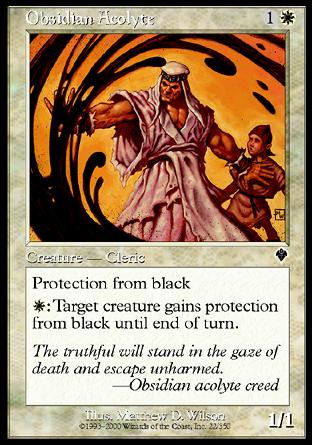 Obsidian Acolyte 1
Creature — Cleric
Protection from black
: Target creature gains protection
from black until end of turn.
The truthful will stand in the gaze of
death and escape unharmed.
—Obsidian acolyte creed
Illus. Matthew D. Wilson
©1993–2000 Wizards of the Coast, Inc. 22/350
1/1